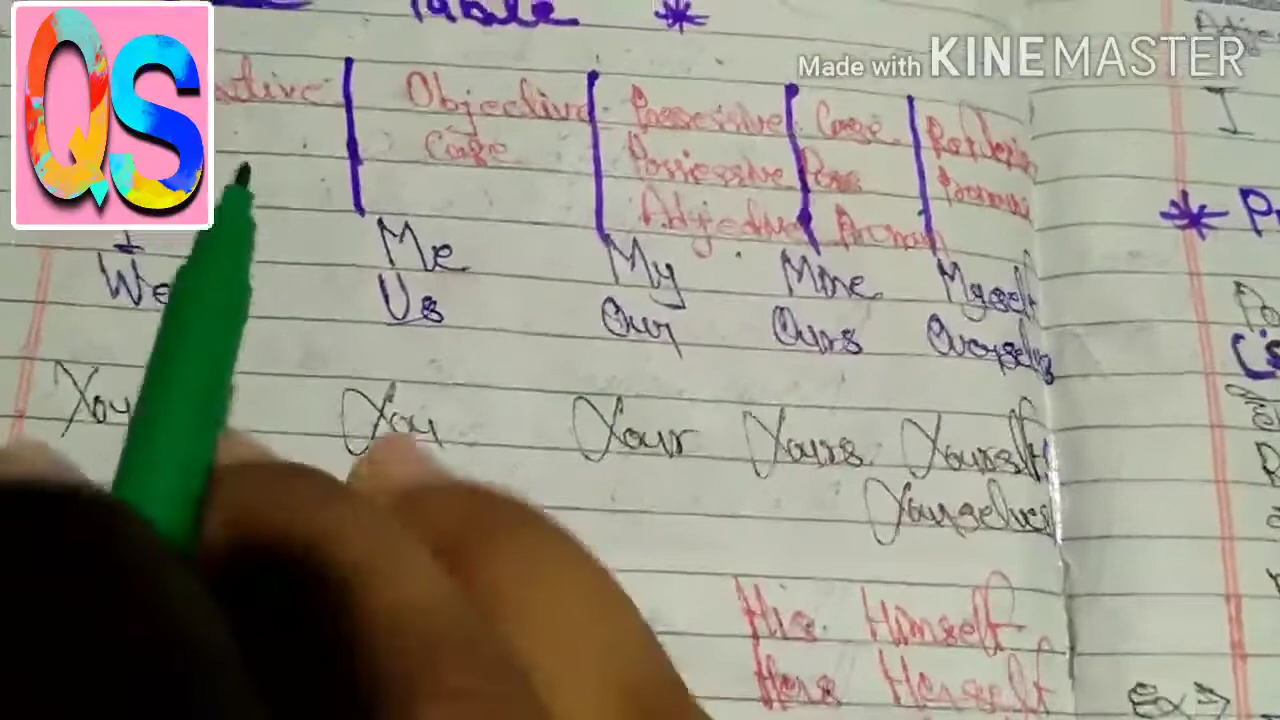 Table *
QS
Made with KINEMASTER
Objective Possessive Case
Case Possessive
Adjective
I Me My Mine Myself
We Us Our Ours Ourselves
You You Your Yours Yourself
Yourselves
His Himself
Hers Herself
I
*
Ex⇒